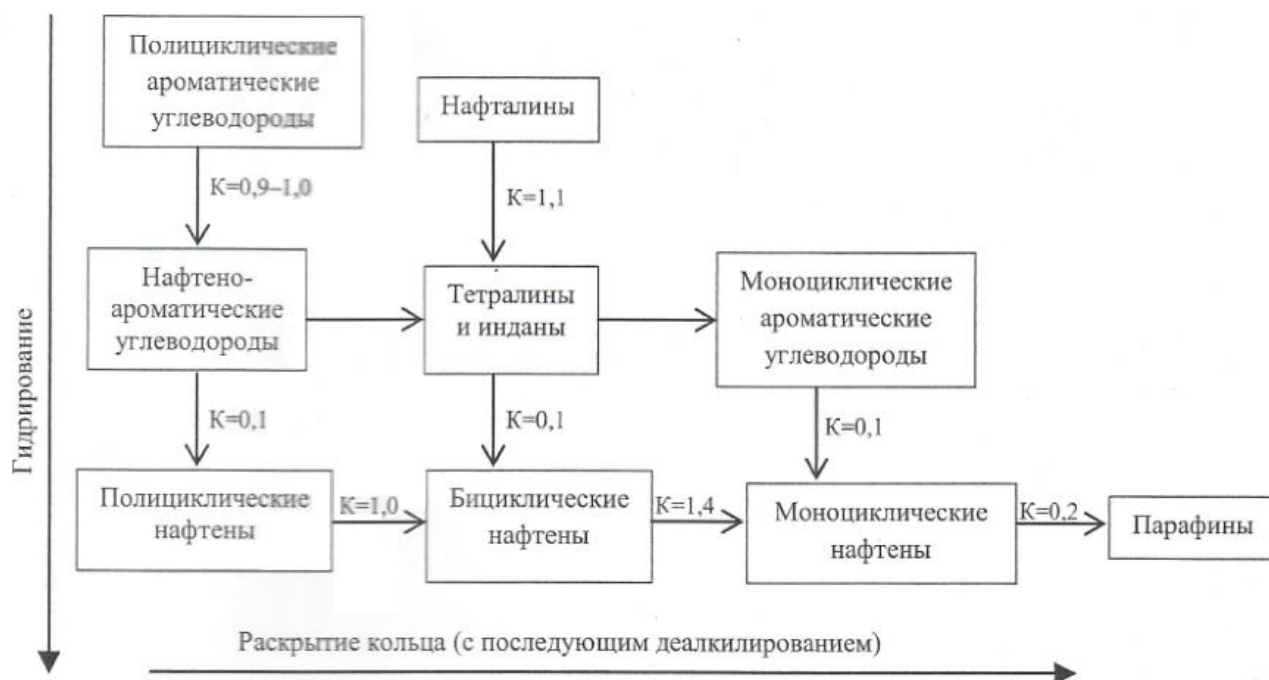 Полициклические
ароматические
углеводороды
Нафталины
К=0,9–1,0
К=1,1
Нафтено-
ароматические
углеводороды
Тетралины
и инданы
Моноциклические
ароматические
углеводороды
К=0,1
К=0,1
К=0,1
Полициклические
нафтены
К=1,0
Бициклические
нафтены
К=1,4
Моноциклические
нафтены
К=0,2
Парафины
Гидрирование
Раскрытие кольца (с последующим деалкилированием)